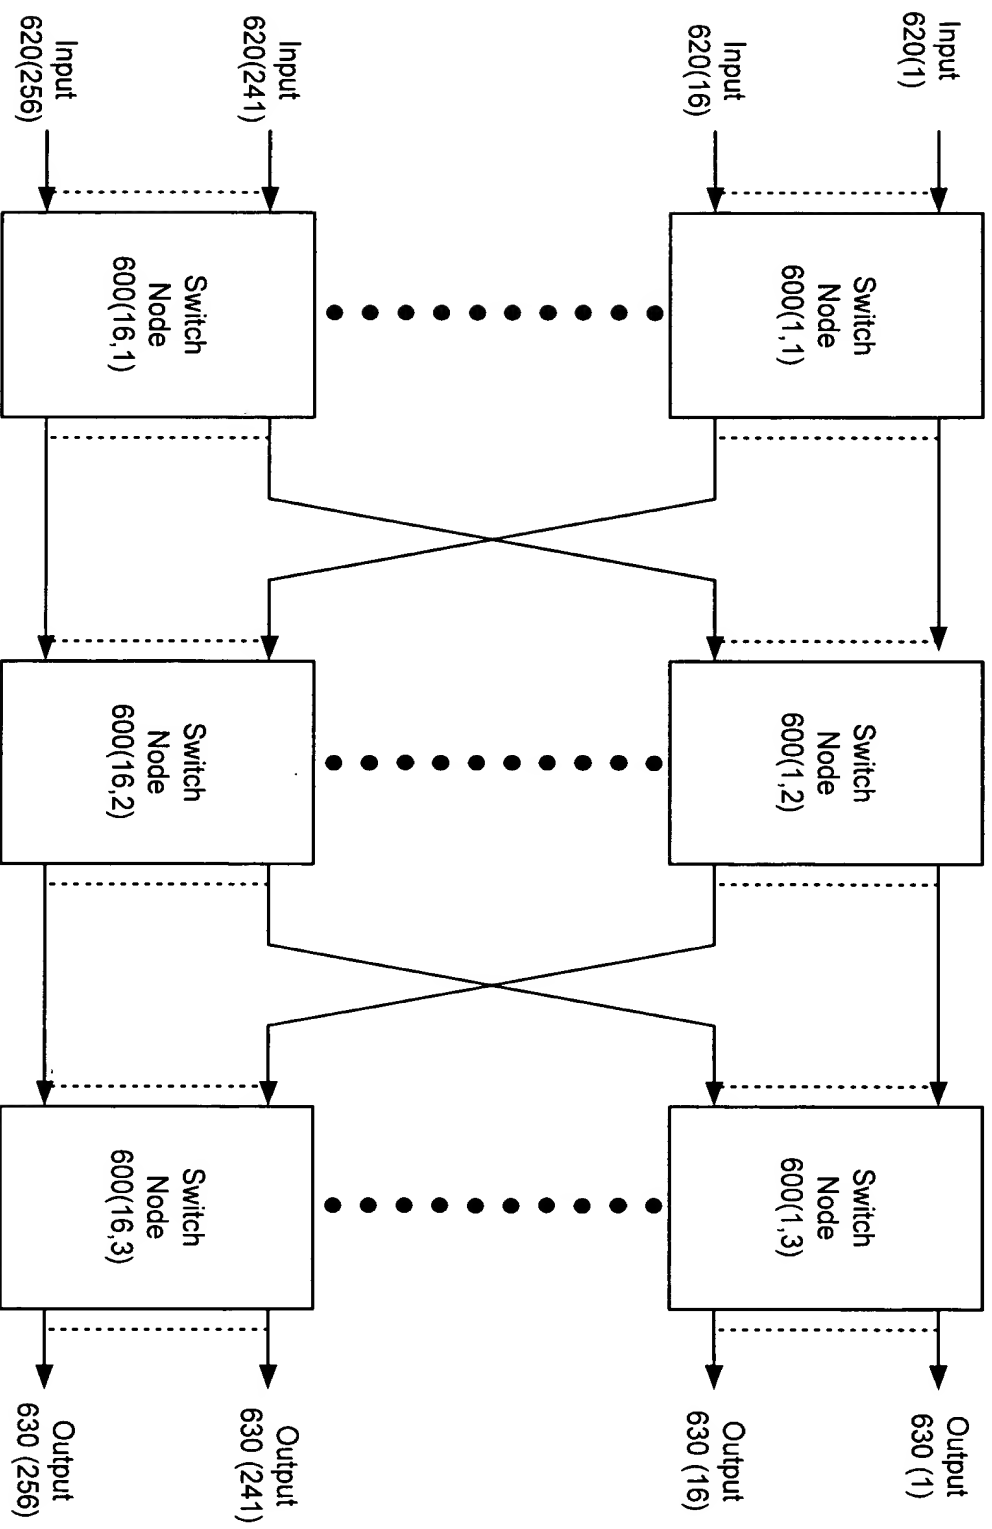 Input
620(1)
Switch
Node
600(1,1)
Switch
Node
600(1,2)
Switch
Node
600(1,3)
Output
630 (1)
Input
620(16)
Output
630 (16)
Input
620(241)
Output
630 (241)
Switch
Node
600(16,1)
Switch
Node
600(16,2)
Switch
Node
600(16,3)
Input
620(256)
Output
630 (256)